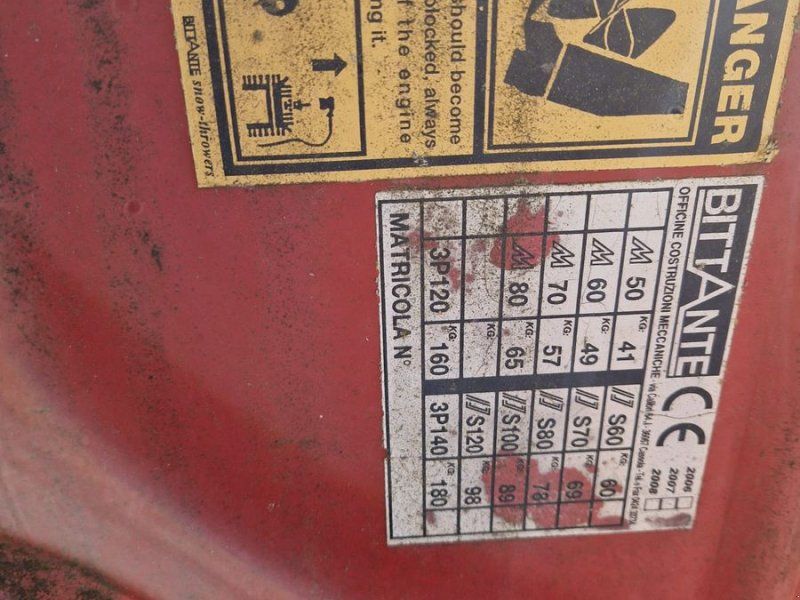 ANGER
should become
blocked, always
of the engine
ing it.
BITTANTE snow-throwers
BITTANTE CE
OFFICINE COSTRUZIONI MECCANICHE
2006
2007
2008
M 50 KG: 41 S60 KG: 60
M 60 KG: 49 S70 KG: 69
M 70 KG: 57 S80 KG: 78
M 80 KG: 65 S100 KG: 89
S120 KG: 98
3P120 KG: 160 3P140 KG: 180
MATRICOLA N°